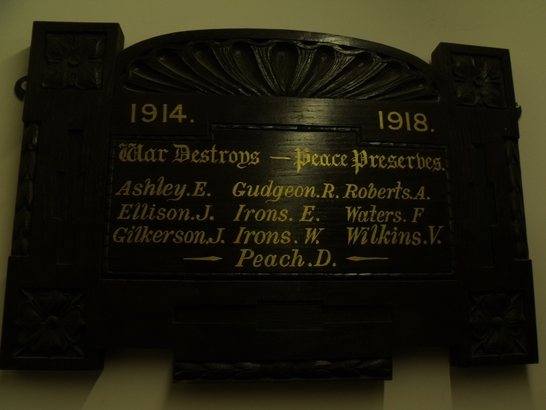 1914. 1918.
War Destroys — Peace Preserves.
Ashley. E. Gudgeon. R. Roberts. A.
Ellison. J. Irons. E. Waters. F
Gilkerson. J. Irons. W. Wilkins. V.
Peach. D.